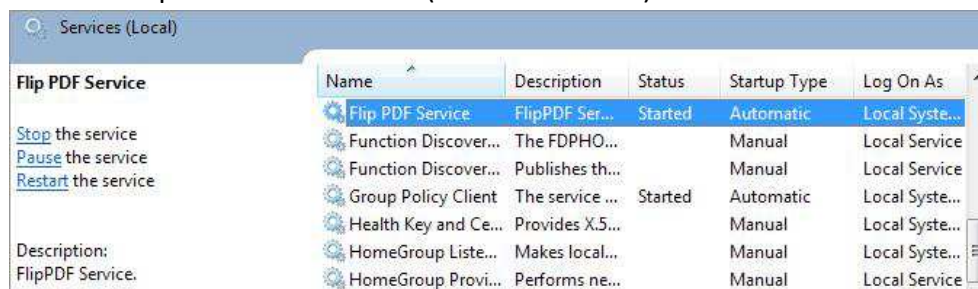 Services (Local)
Flip PDF Service
Stop the service
Pause the service
Restart the service
Description:
FlipPDF Service.
Name Description Status Startup Type Log On As
Flip PDF Service FlipPDF Ser... Started Automatic Local Syste...
Function Discover... The FDPHO... Manual Local Service
Function Discover... Publishes th... Manual Local Service
Group Policy Client The service ... Started Automatic Local Syste...
Health Key and Ce... Provides X.5... Manual Local Syste...
HomeGroup Liste... Makes local... Manual Local Syste...
HomeGroup Provi... Performs ne... Manual Local Service